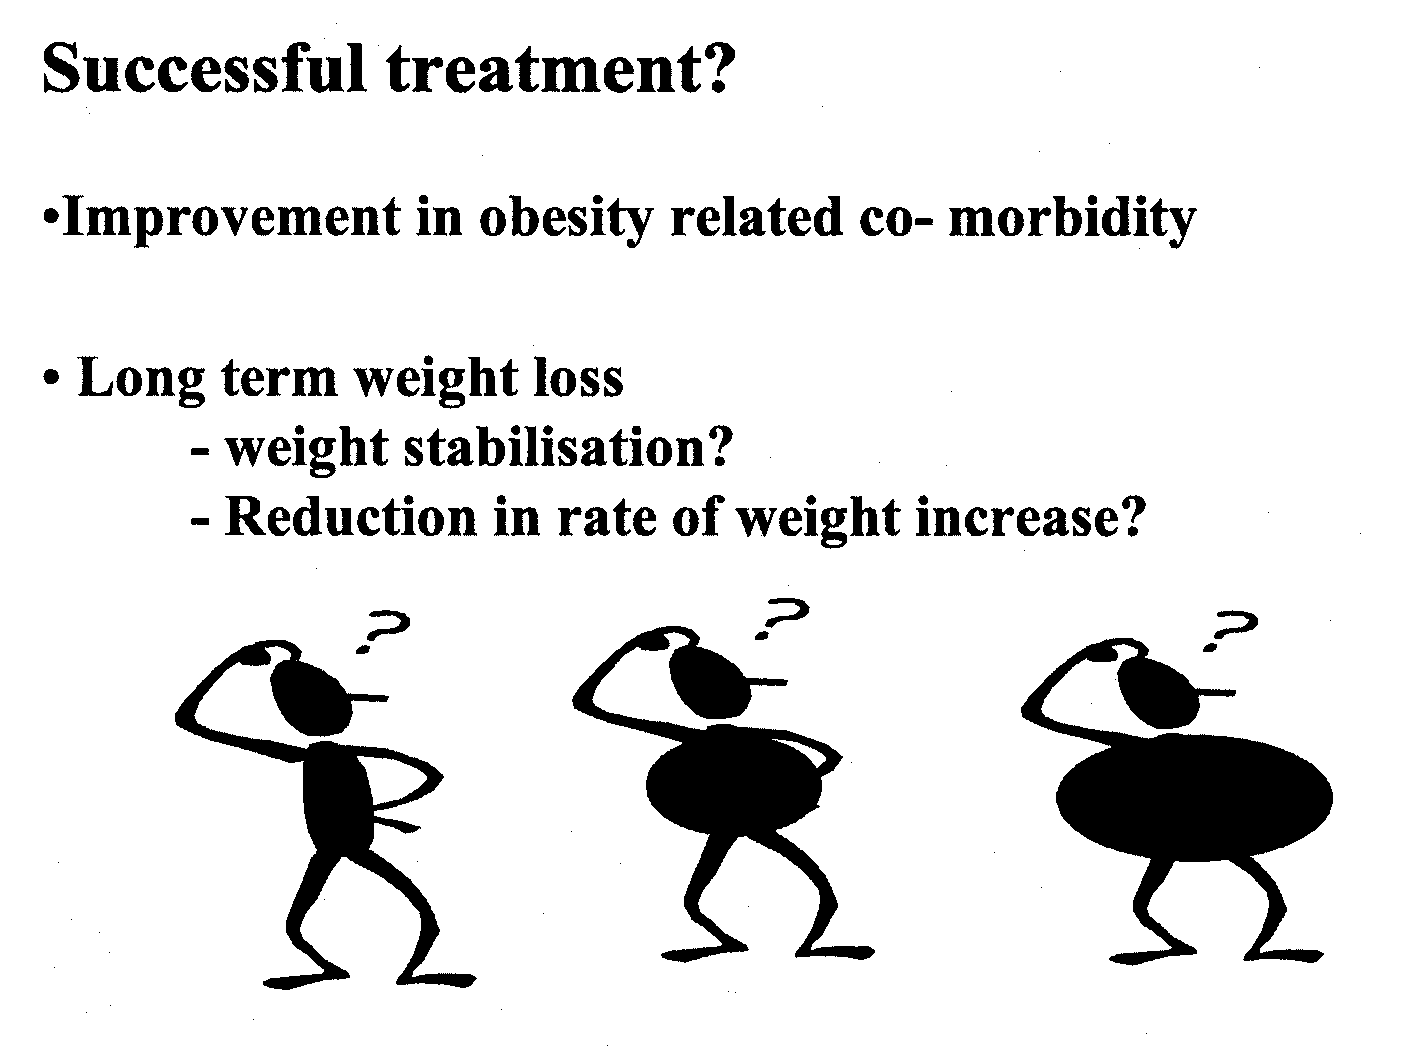 Successful treatment?
•Improvement in obesity related co- morbidity
• Long term weight loss
- weight stabilisation?
- Reduction in rate of weight increase?
? ? ?